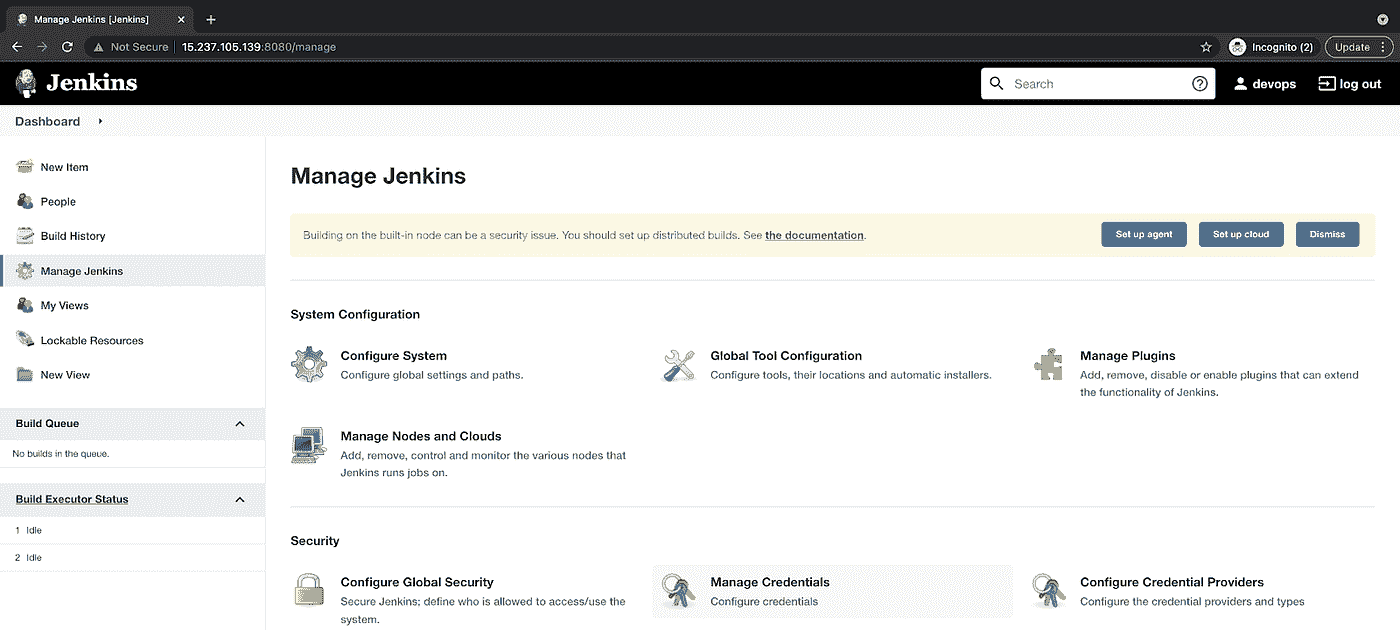 Manage Jenkins [Jenkins]
Not Secure
15.237.105.139:8080/manage
Incognito (2)
Update
Jenkins
Search
devops
log out
Dashboard
New Item
People
Build History
Manage Jenkins
My Views
Lockable Resources
New View
Build Queue
No builds in the queue.
Build Executor Status
1 Idle
2 Idle
Manage Jenkins
Building on the built-in node can be a security issue. You should set up distributed builds. See the documentation.
Set up agent
Set up cloud
Dismiss
System Configuration
Configure System
Configure global settings and paths.
Global Tool Configuration
Configure tools, their locations and automatic installers.
Manage Plugins
Add, remove, disable or enable plugins that can extend
the functionality of Jenkins.
Manage Nodes and Clouds
Add, remove, control and monitor the various nodes that
Jenkins runs jobs on.
Security
Configure Global Security
Secure Jenkins; define who is allowed to access/use the
system.
Manage Credentials
Configure credentials
Configure Credential Providers
Configure the credential providers and types